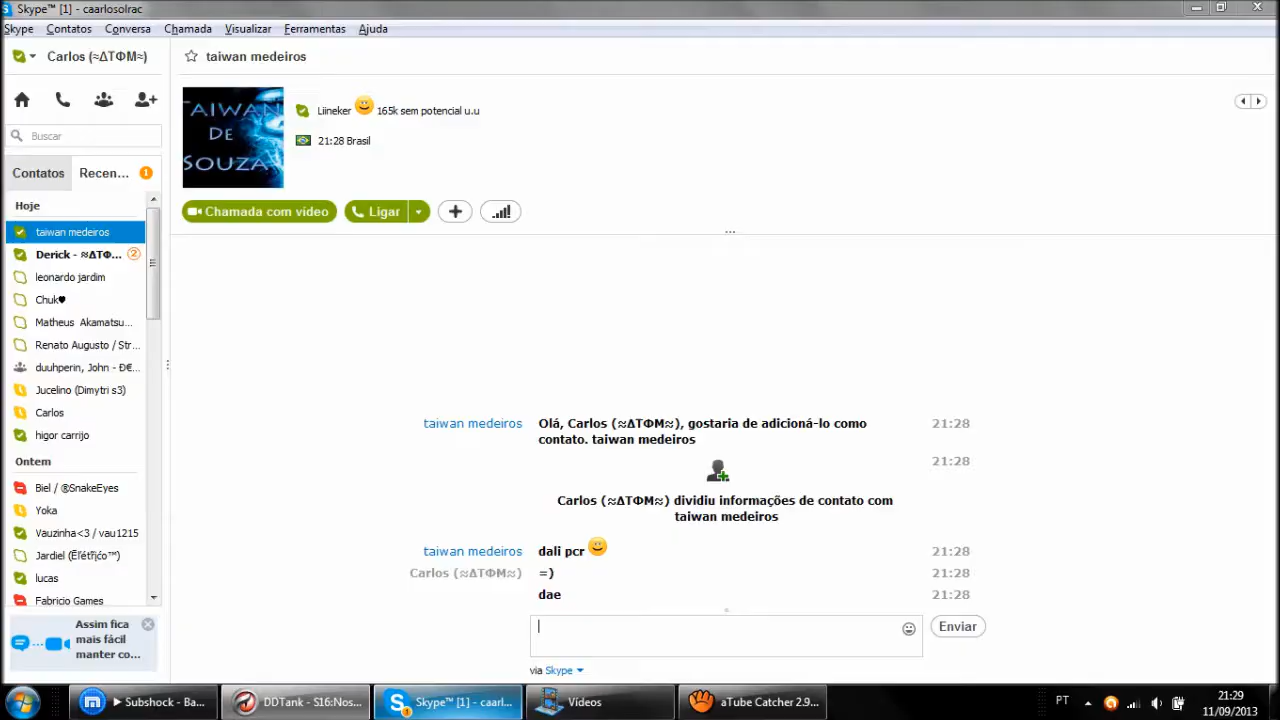 Skype™ [1] - caarlosolrac
Skype Contatos Conversa Chamada Visualizar Ferramentas Ajuda
Carlos (≈ΔTΦM≈)
taiwan medeiros
TAIWAN
DE
SOUZA
Liineker 165k sem potencial u.u
21:28 Brasil
Buscar
Contatos Recen... 1
Chamada com vídeo Ligar
Hoje
taiwan medeiros
Derick - ≈ΔTΦ... 2
leonardo jardim
Chuk♥
Matheus Akamatsu...
Renato Augusto / Str...
duuhperin, John - Ð€...
Jucelino (Dimytri s3)
Carlos
higor carrijo
Ontem
Biel / @SnakeEyes
Yoka
Vauzinha<3 / vau1215
Jardiel
lucas
Fabricio Games
Assim fica
mais fácil
manter co...
taiwan medeiros Olá, Carlos (≈ΔTΦM≈), gostaria de adicioná-lo como 21:28
contato. taiwan medeiros
21:28
Carlos (≈ΔTΦM≈) dividiu informações de contato com
taiwan medeiros
taiwan medeiros dali pcr 21:28
Carlos (≈ΔTΦM≈) =) 21:28
dae 21:28
Enviar
via Skype
Subshock - Ba...
DDTank - S16:Nos...
Skype™ [1] - caarl...
Vídeos
aTube Catcher 2.9...
PT
21:29
11/09/2013